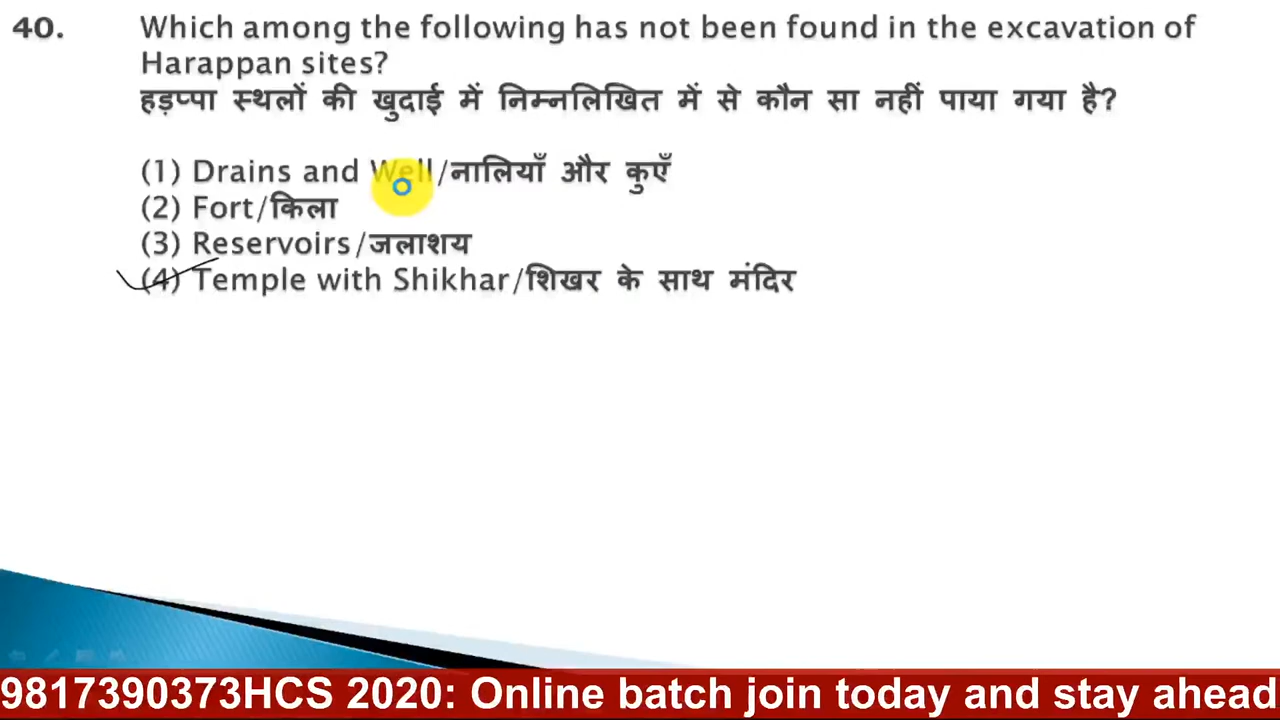 40. Which among the following has not been found in the excavation of
Harappan sites?
हड़प्पा स्थलों की खुदाई में निम्नलिखित में से कौन सा नहीं पाया गया है?
(1) Drains and Well/नालियाँ और कुएँ
(2) Fort/किला
(3) Reservoirs/जलाशय
(4) Temple with Shikhar/शिखर के साथ मंदिर
9817390373HCS 2020: Online batch join today and stay ahead